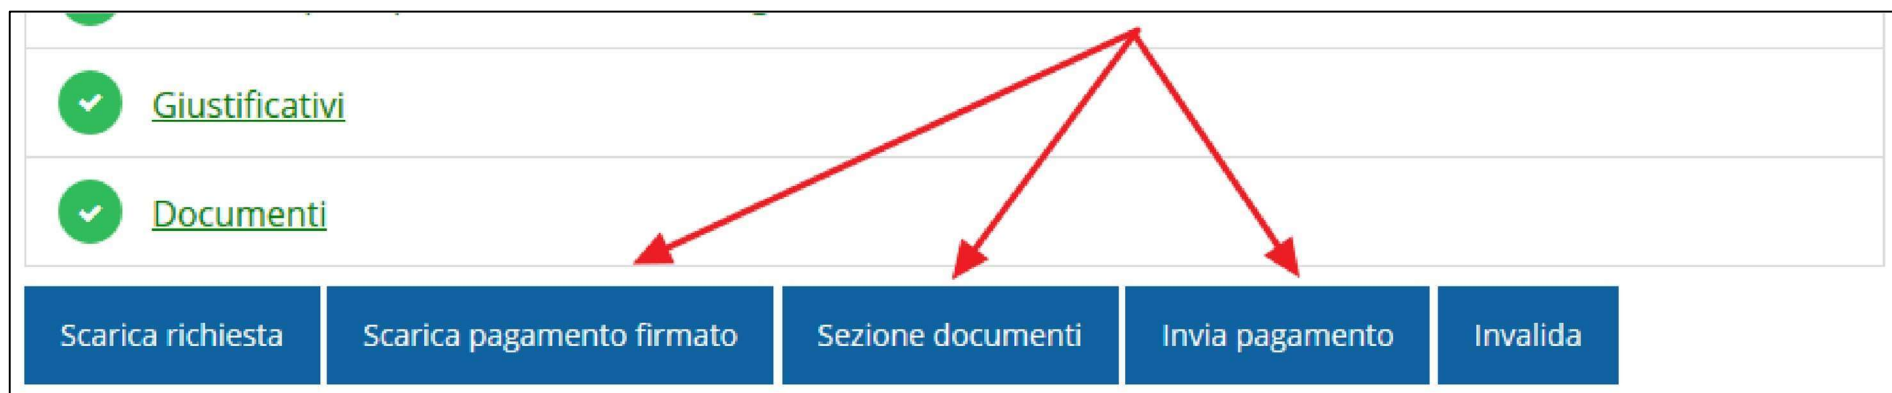 Giustificativi
Documenti
Scarica richiesta
Scarica pagamento firmato
Sezione documenti
Invia pagamento
Invalida